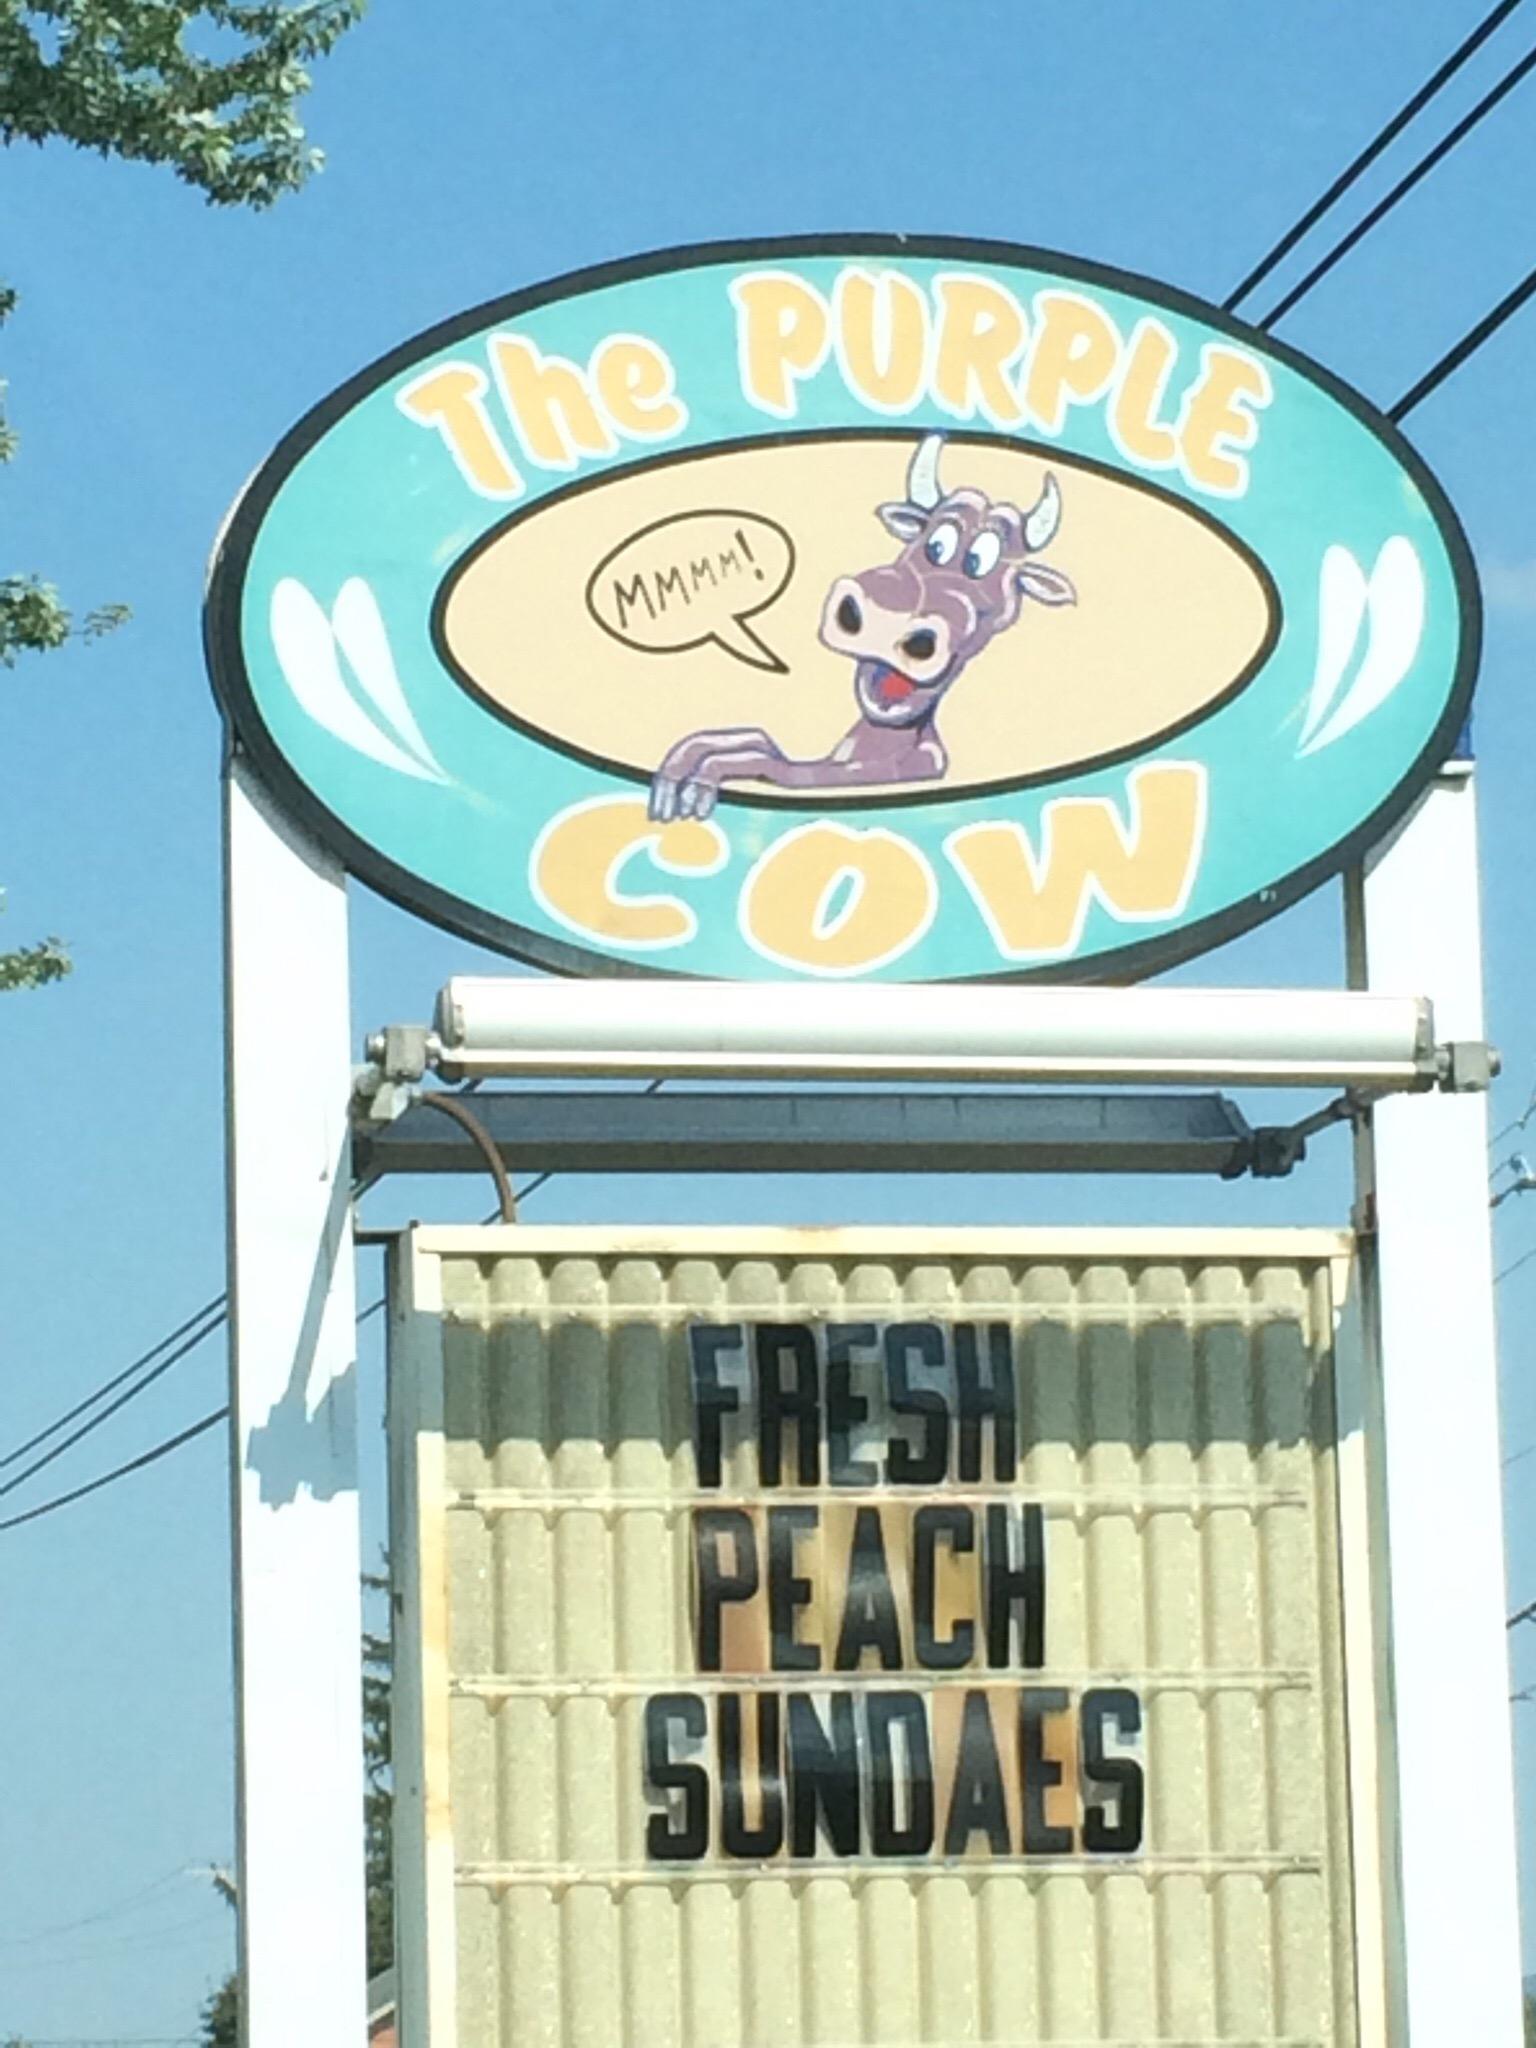 The PURPLE
MMMM!
COW
FRESH
PEACH
SUNDAES